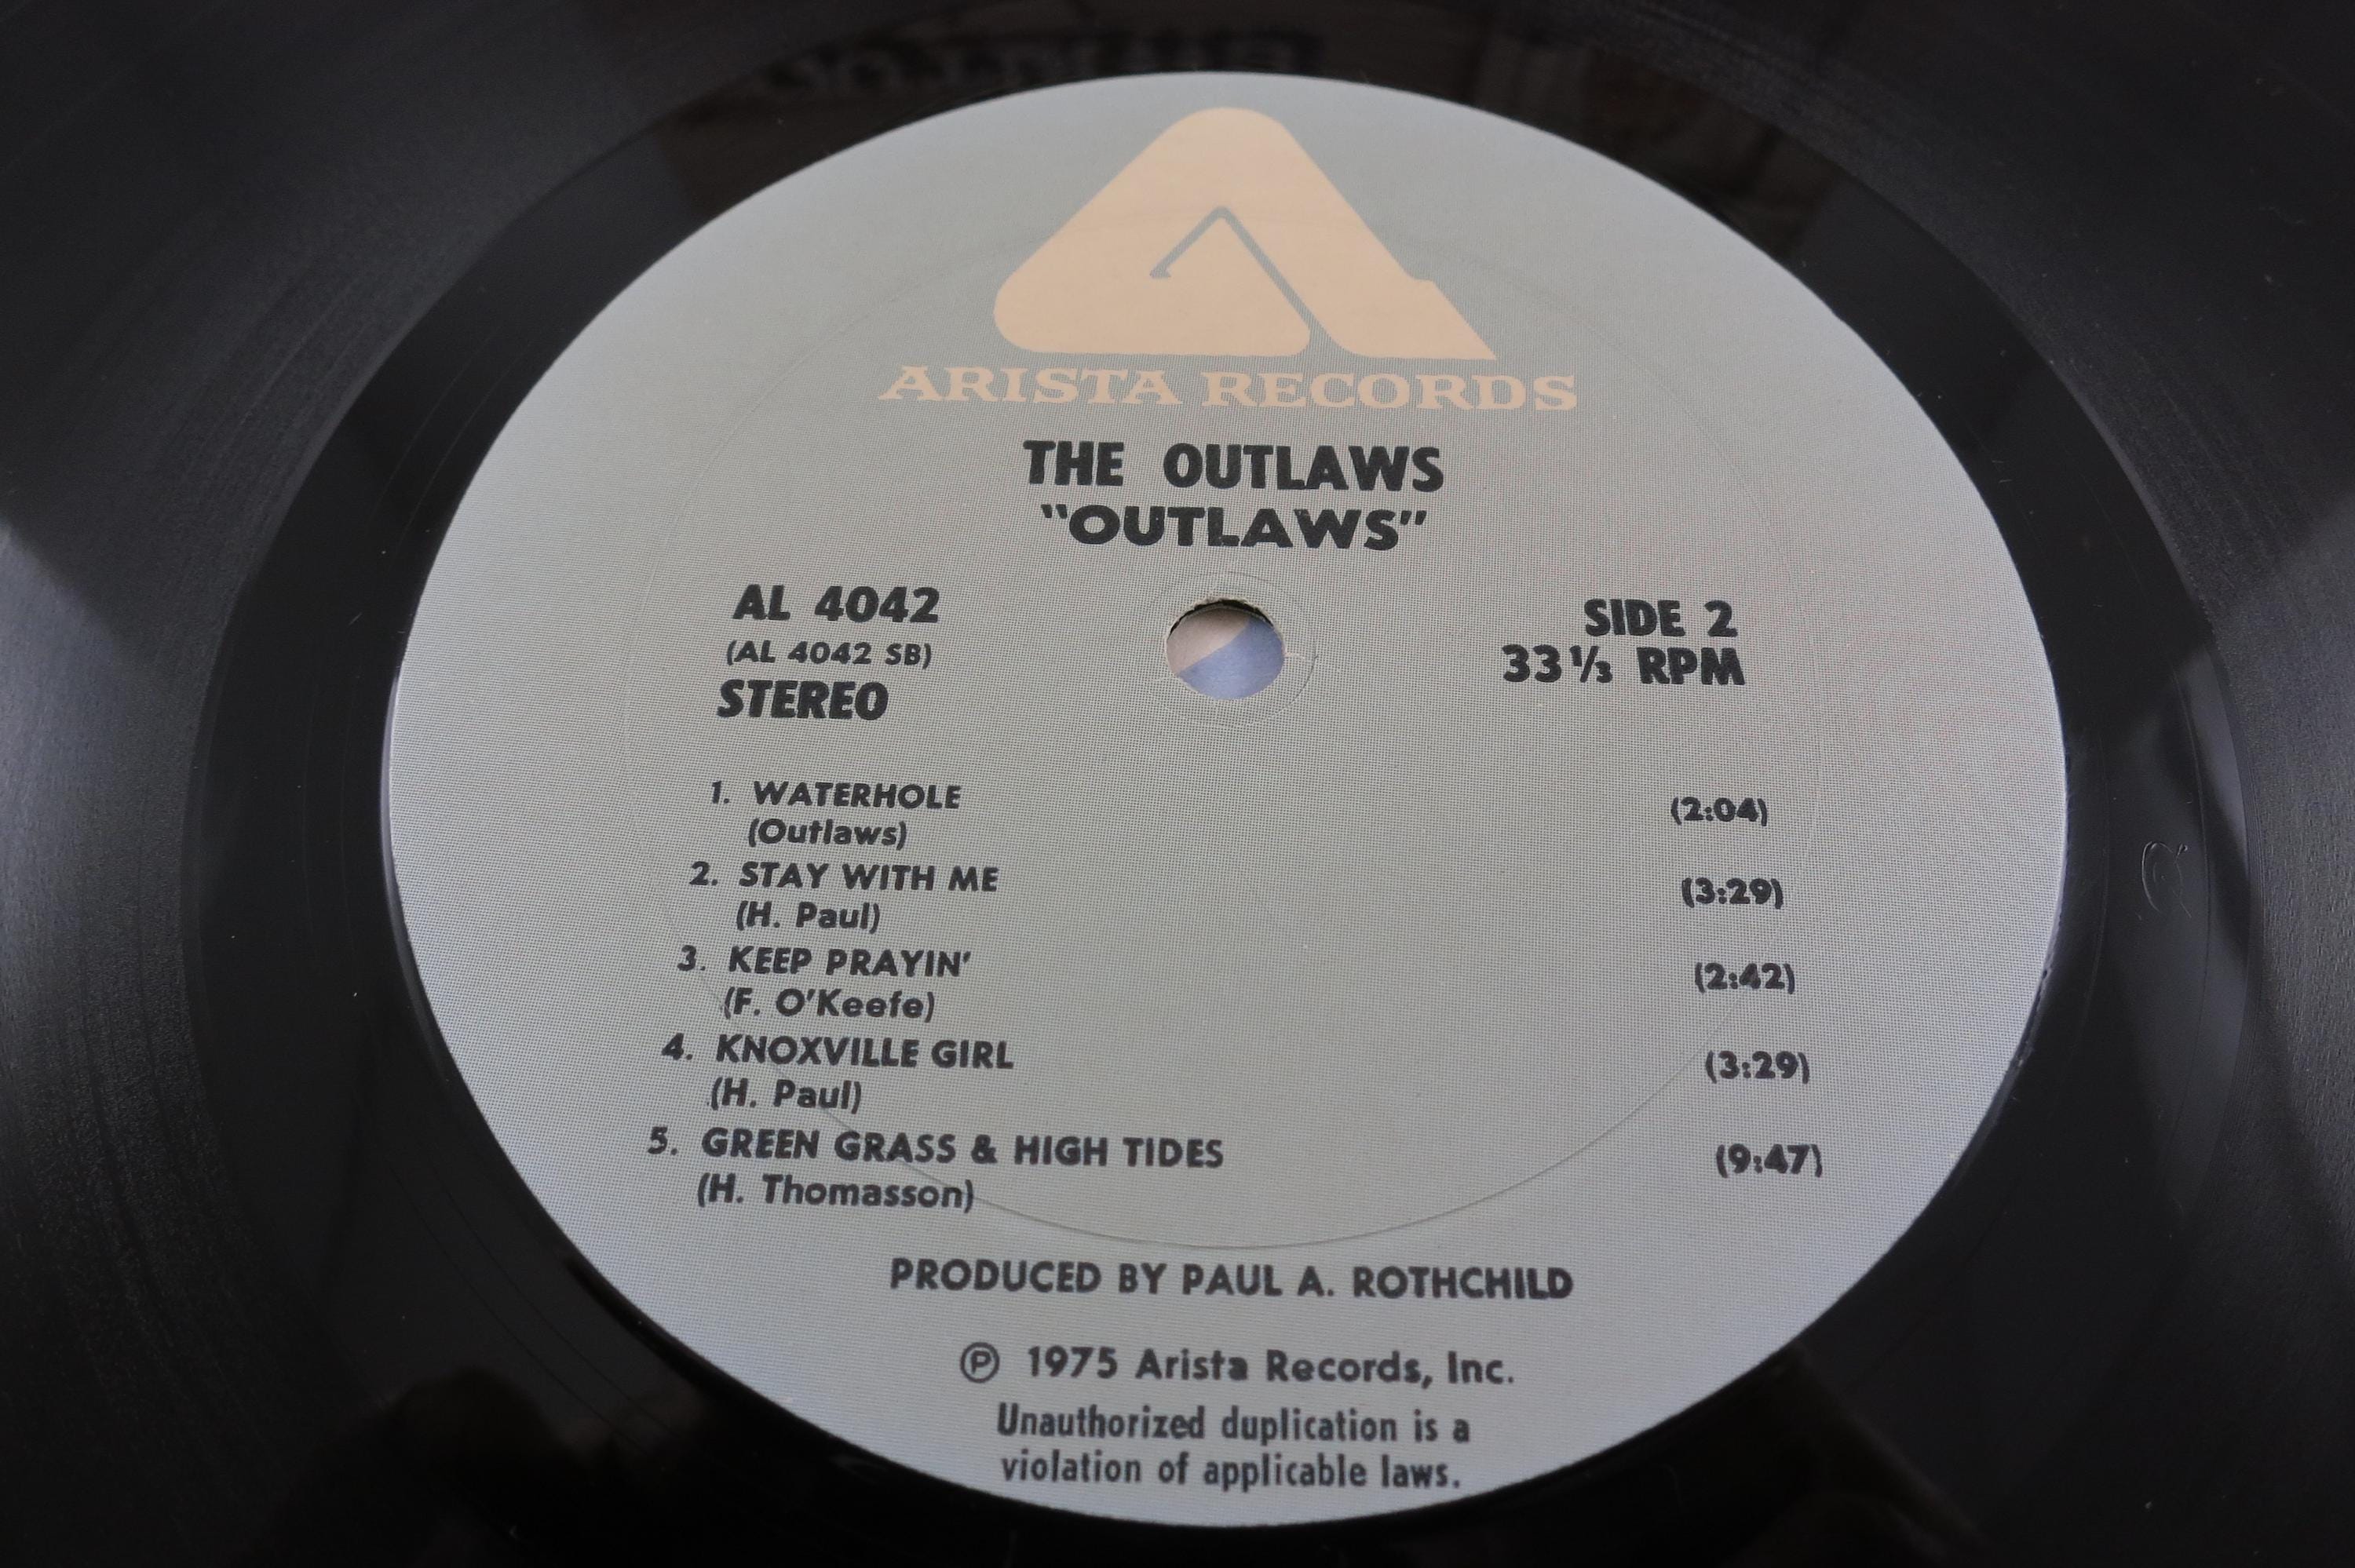 ARISTA RECORDS
THE OUTLAWS
"OUTLAWS"
AL 4042
(AL 4042 SB)
STEREO
SIDE 2
33 ⅓ RPM
1. WATERHOLE (2:04)
(Outlaws)
2. STAY WITH ME (3:29)
(H. Paul)
3. KEEP PRAYIN' (2:42)
(F. O'Keefe)
4. KNOXVILLE GIRL (3:29)
(H. Paul)
5. GREEN GRASS & HIGH TIDES (9:47)
(H. Thomasson)
PRODUCED BY PAUL A. ROTHCHILD
Ⓟ 1975 Arista Records, Inc.
Unauthorized duplication is a
violation of applicable laws.